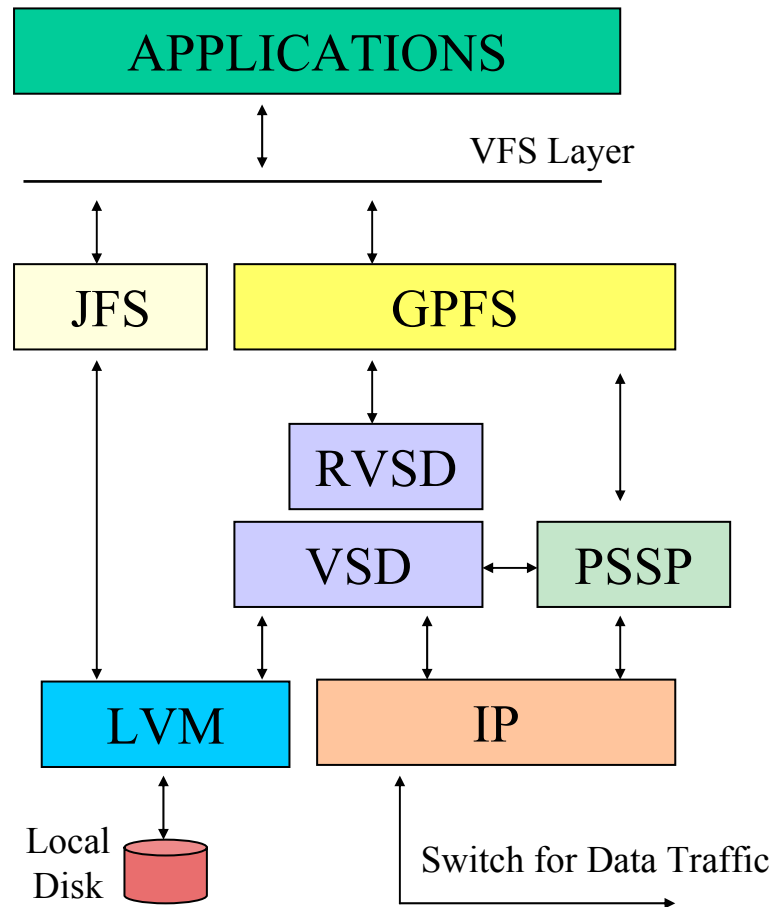 APPLICATIONS
VFS Layer
JFS
GPFS
RVSD
VSD
PSSP
LVM
IP
Local
Disk
Switch for Data Traffic